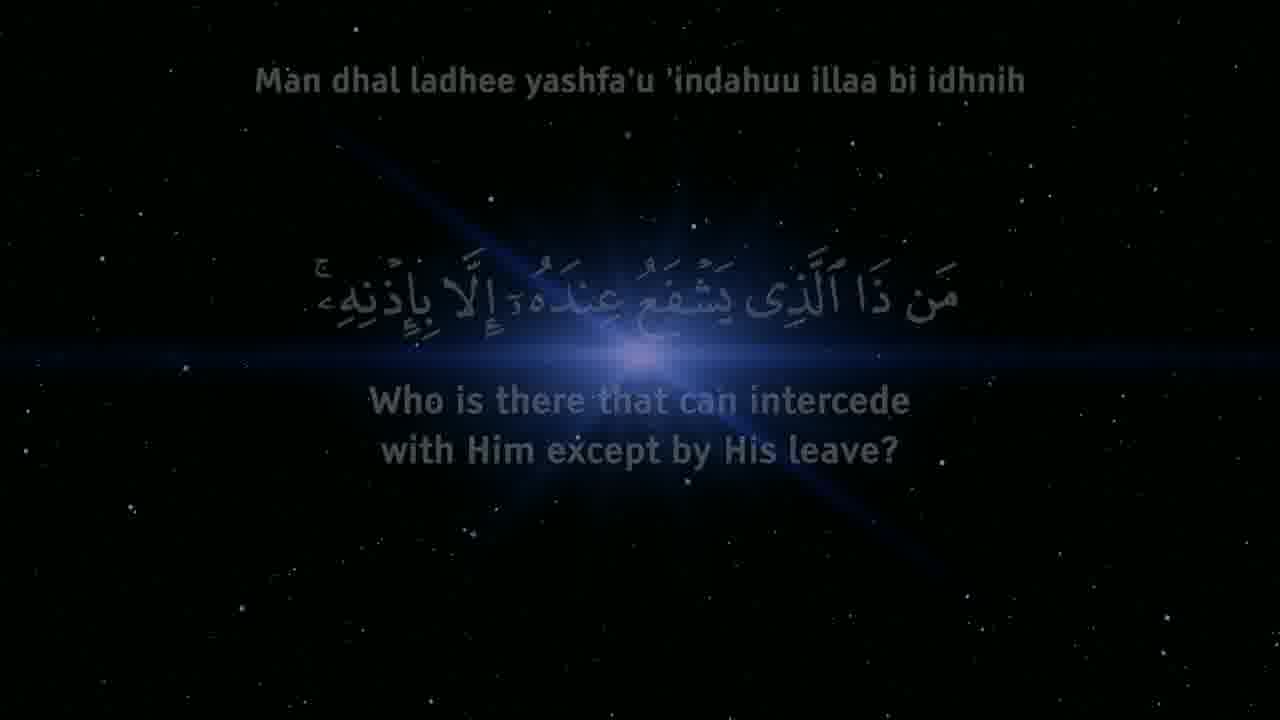 Man dhal ladhee yashfa'u 'indahuu illaa bi idhnih
مَن ذَا ٱلَّذِى يَشْفَعُ عِندَهُۥٓ إِلَّا بِإِذْنِهِۦ ۚ
Who is there that can intercede
with Him except by His leave?